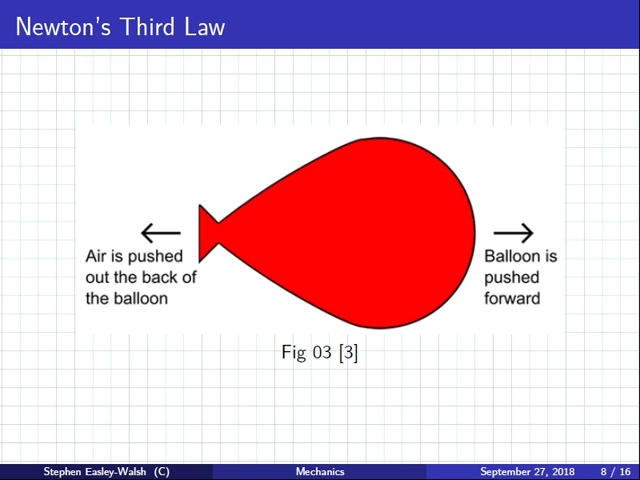 Newton's Third Law
Air is pushed
out the back of
the balloon
Balloon is
pushed
forward
Fig 03 [3]
Stephen Easley-Walsh (C)
Mechanics
September 27, 2018
8 / 16